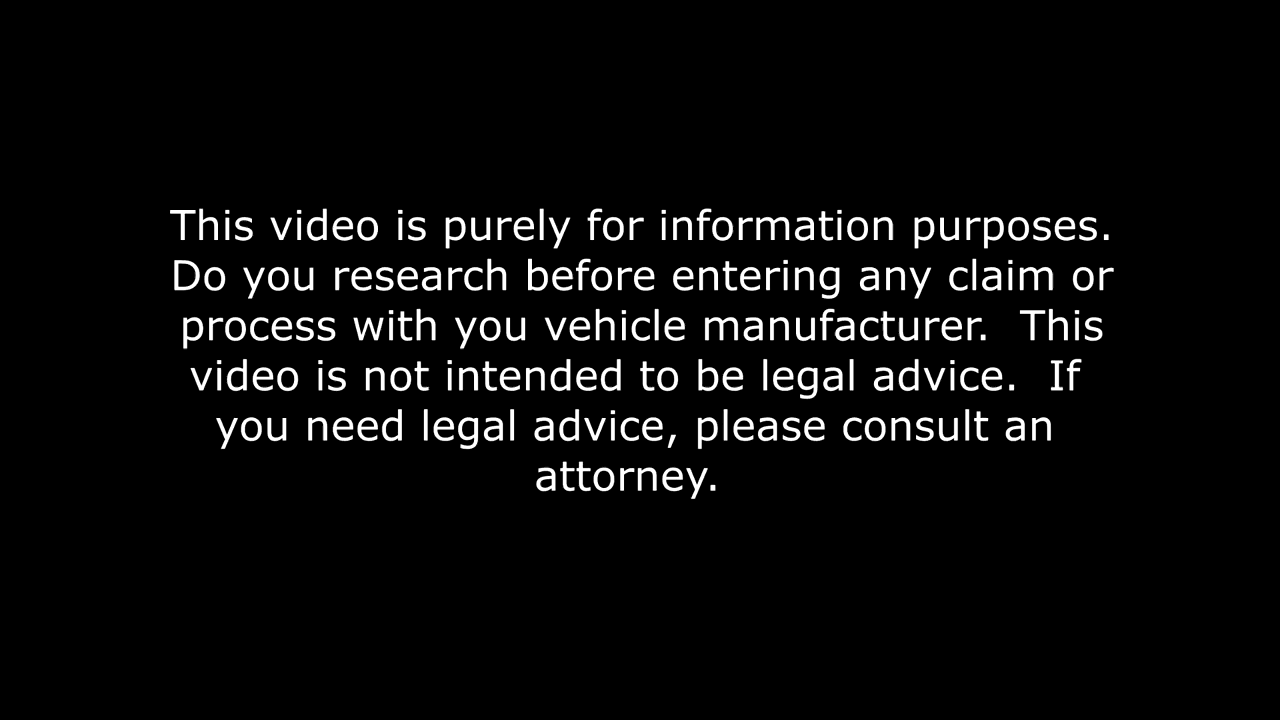 This video is purely for information purposes.
Do you research before entering any claim or
process with you vehicle manufacturer.  This
video is not intended to be legal advice.  If
you need legal advice, please consult an
attorney.